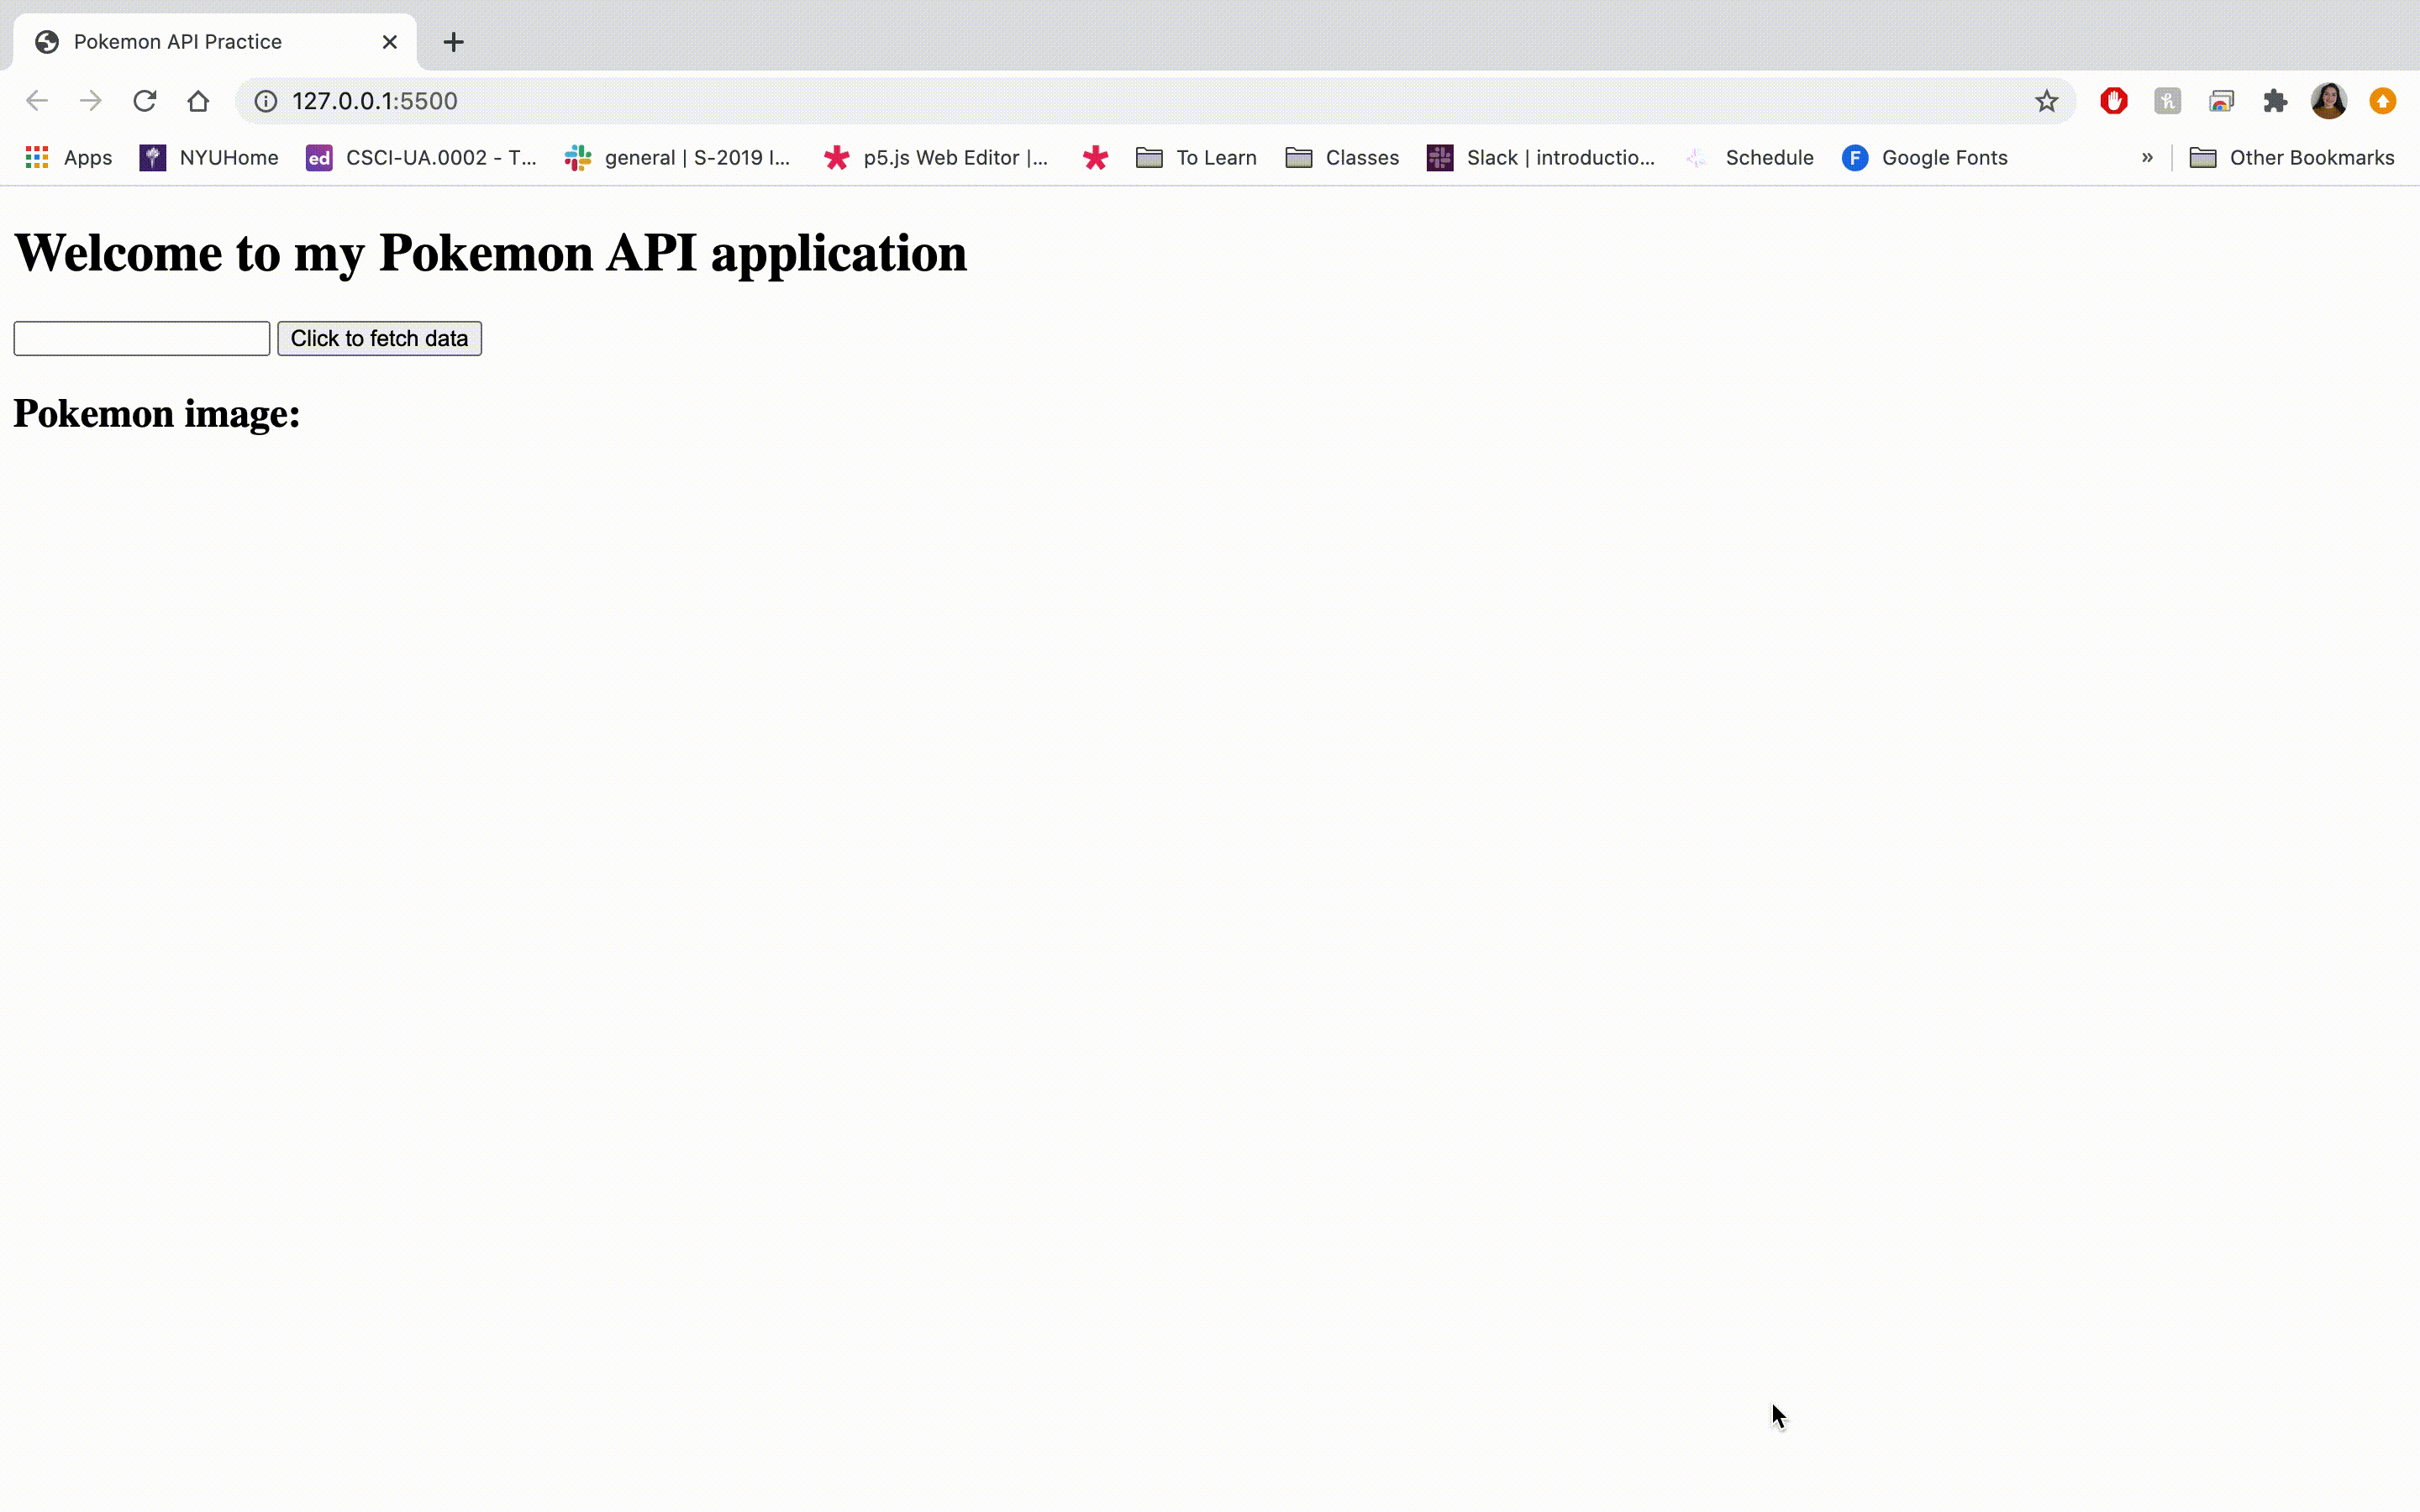 Pokemon API Practice
127.0.0.1:5500
Apps NYUHome ed CSCI-UA.0002 - T... general | S-2019 I... p5.js Web Editor |... To Learn Classes Slack | introductio... Schedule F Google Fonts » Other Bookmarks
Welcome to my Pokemon API application
Click to fetch data
Pokemon image: